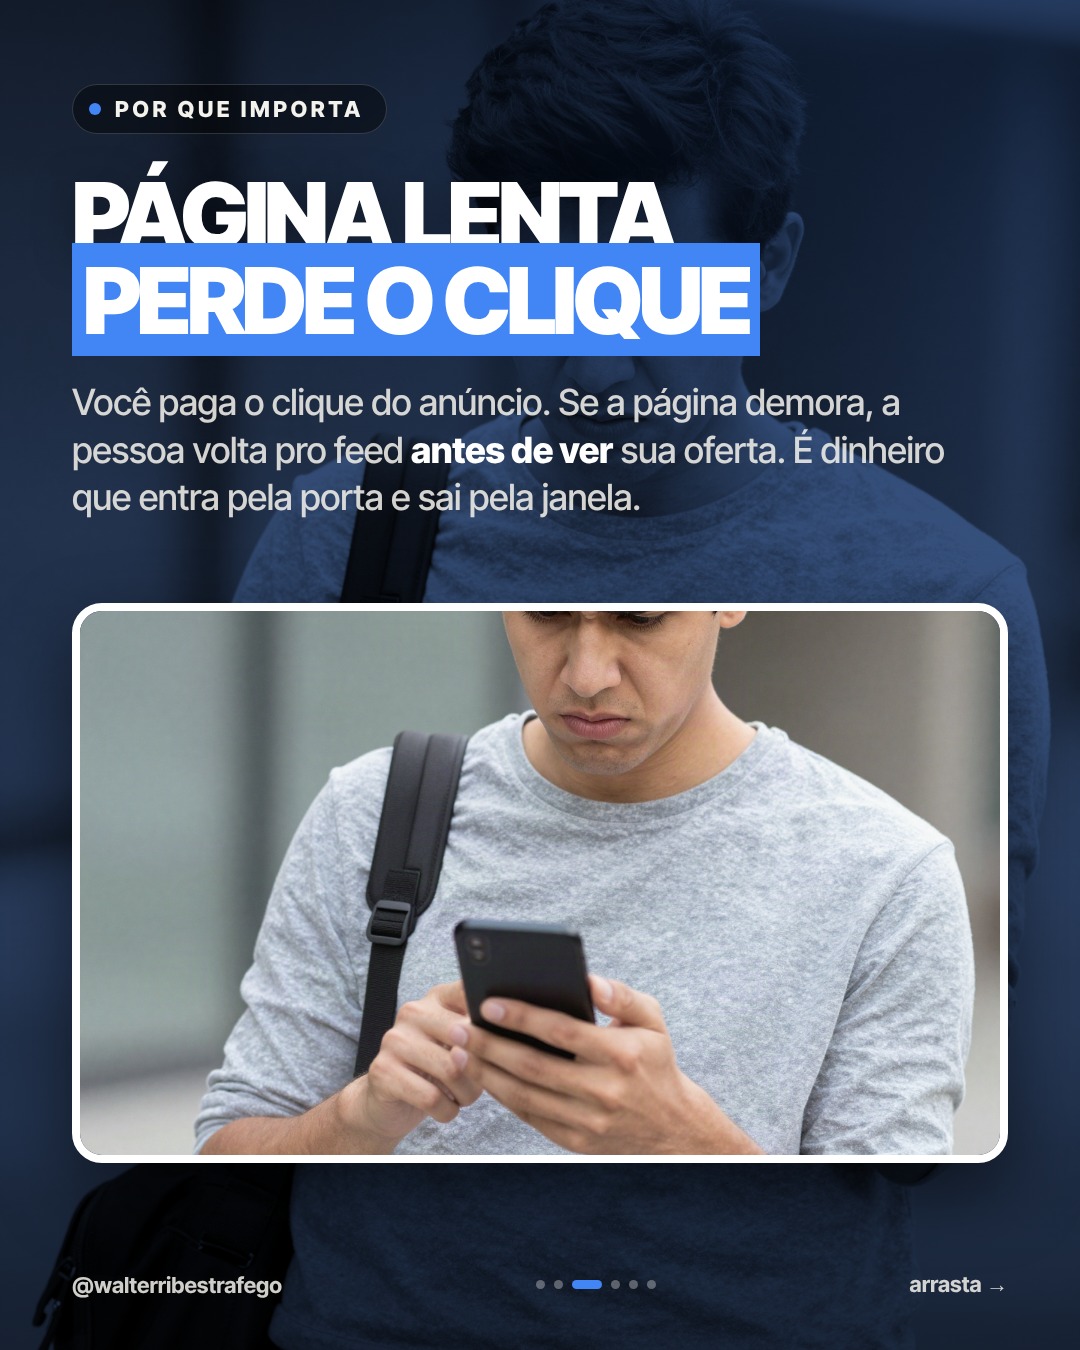 POR QUE IMPORTA
PÁGINA LENTA
PERDE O CLIQUE
Você paga o clique do anúncio. Se a página demora, a
pessoa volta pro feed antes de ver sua oferta. É dinheiro
que entra pela porta e sai pela janela.
@walterribestrafego
arrasta →